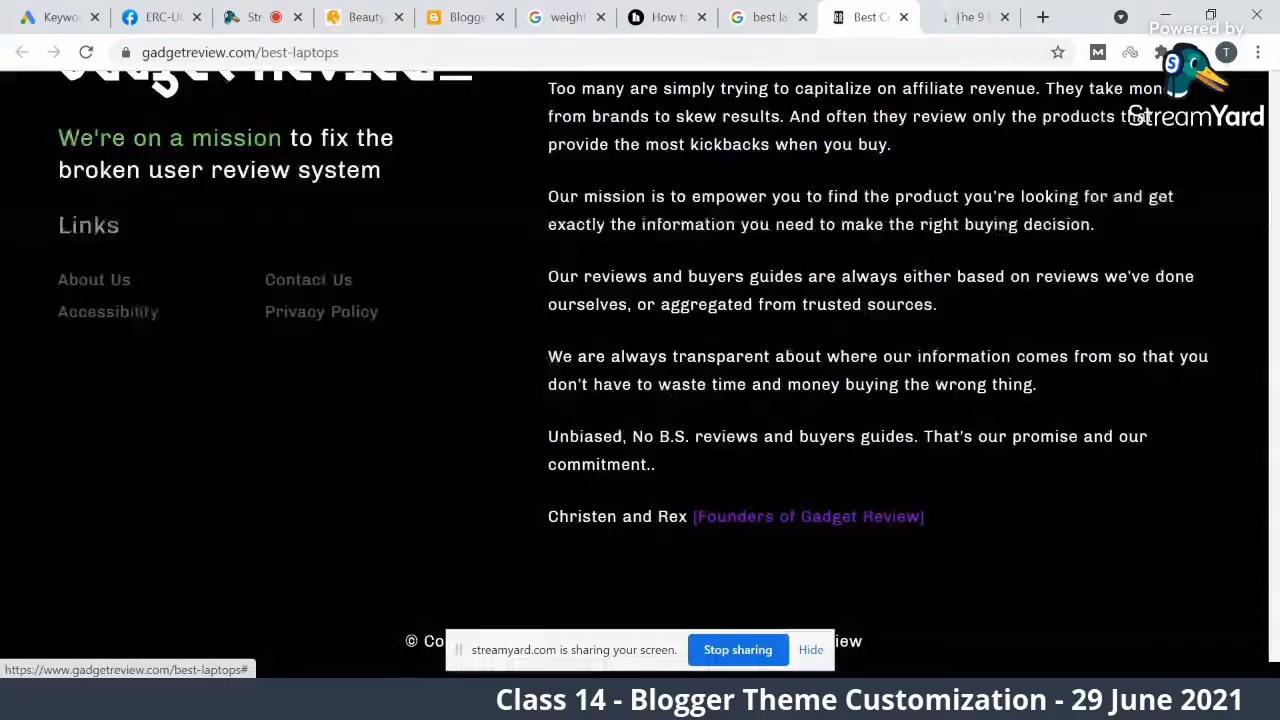 Keywo
ERC-U
Str
Beauty
Blogge
weight
How to
best la
Best C
The 9
gadgetreview.com/best-laptops
T
Powered by
StreamYard
Gadget Review_
We're on a mission to fix the
broken user review system
Links
About Us
Contact Us
Accessibility
Privacy Policy
Too many are simply trying to capitalize on affiliate revenue. They take mon
from brands to skew results. And often they review only the products tha
provide the most kickbacks when you buy.
Our mission is to empower you to find the product you're looking for and get
exactly the information you need to make the right buying decision.
Our reviews and buyers guides are always either based on reviews we've done
ourselves, or aggregated from trusted sources.
We are always transparent about where our information comes from so that you
don't have to waste time and money buying the wrong thing.
Unbiased, No B.S. reviews and buyers guides. That's our promise and our
commitment..
Christen and Rex [Founders of Gadget Review]
© Co
iew
streamyard.com is sharing your screen.
Stop sharing
Hide
https://www.gadgetreview.com/best-laptops#
Class 14 - Blogger Theme Customization - 29 June 2021